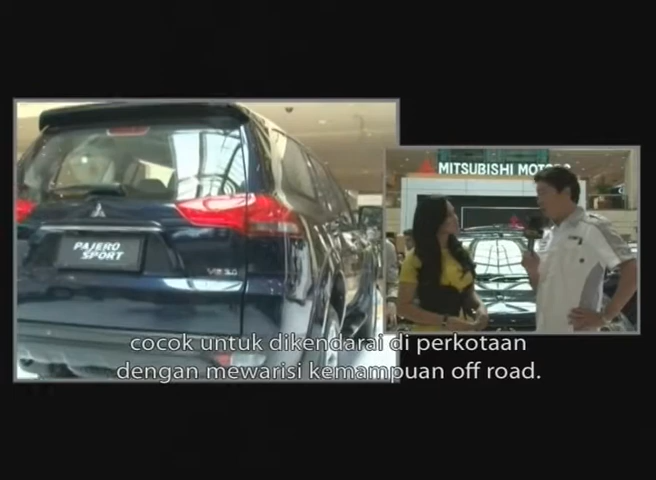 MITSUBISHI MOTORS
PAJERO
SPORT
cocok untuk dikendarai di perkotaan
dengan mewarisi kemampuan off road.